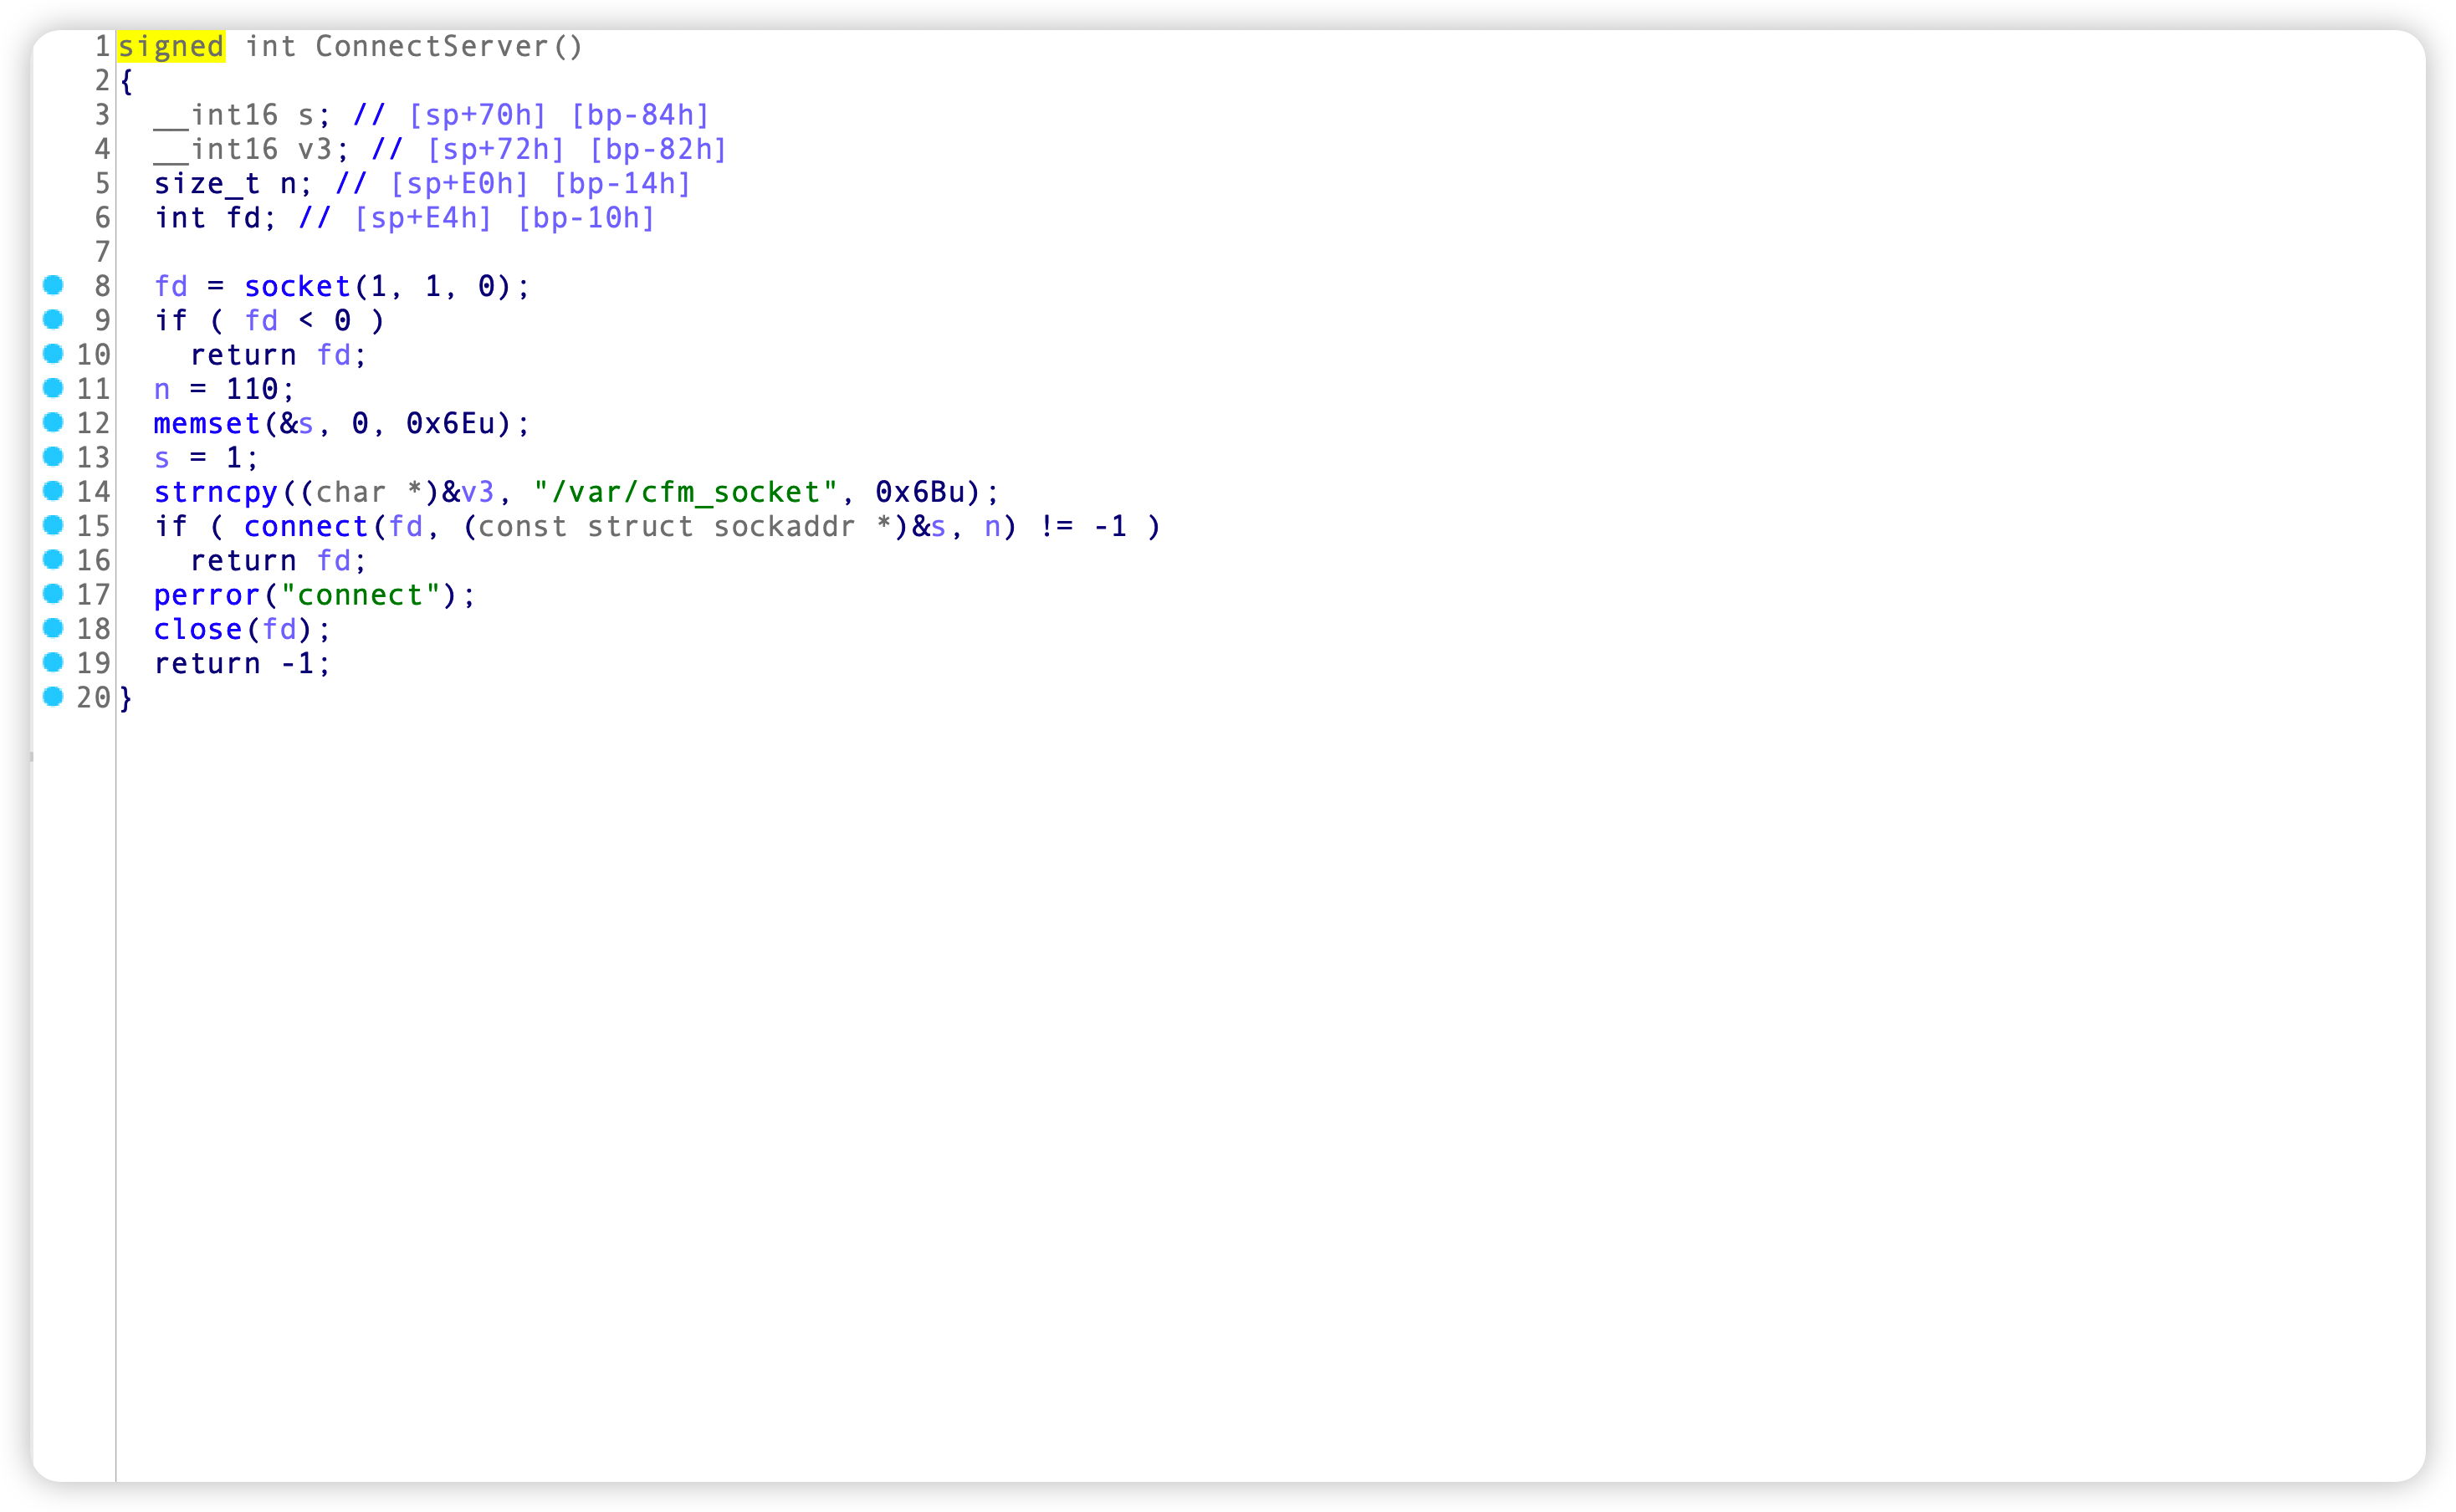 1 signed int ConnectServer()
2 {
3   __int16 s; // [sp+70h] [bp-84h]
4   __int16 v3; // [sp+72h] [bp-82h]
5   size_t n; // [sp+E0h] [bp-14h]
6   int fd; // [sp+E4h] [bp-10h]
7
8   fd = socket(1, 1, 0);
9   if ( fd < 0 )
10     return fd;
11   n = 110;
12   memset(&s, 0, 0x6Eu);
13   s = 1;
14   strncpy((char *)&v3, "/var/cfm_socket", 0x6Bu);
15   if ( connect(fd, (const struct sockaddr *)&s, n) != -1 )
16     return fd;
17   perror("connect");
18   close(fd);
19   return -1;
20 }